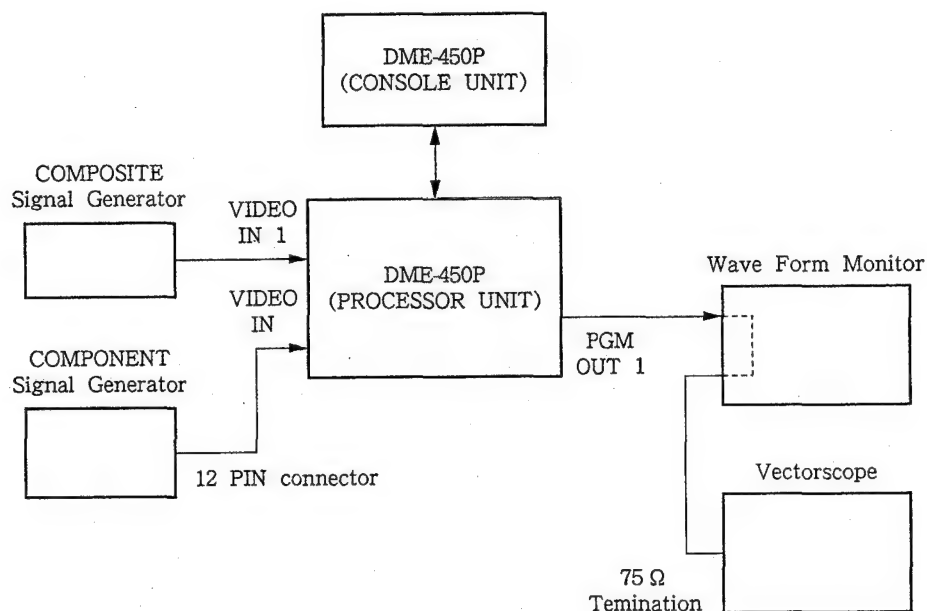 DME-450P
(CONSOLE UNIT)
COMPOSITE
Signal Generator
VIDEO
IN 1
DME-450P
(PROCESSOR UNIT)
VIDEO
IN
Wave Form Monitor
PGM
OUT 1
COMPONENT
Signal Generator
12 PIN connector
Vectorscope
75 Ω
Temination